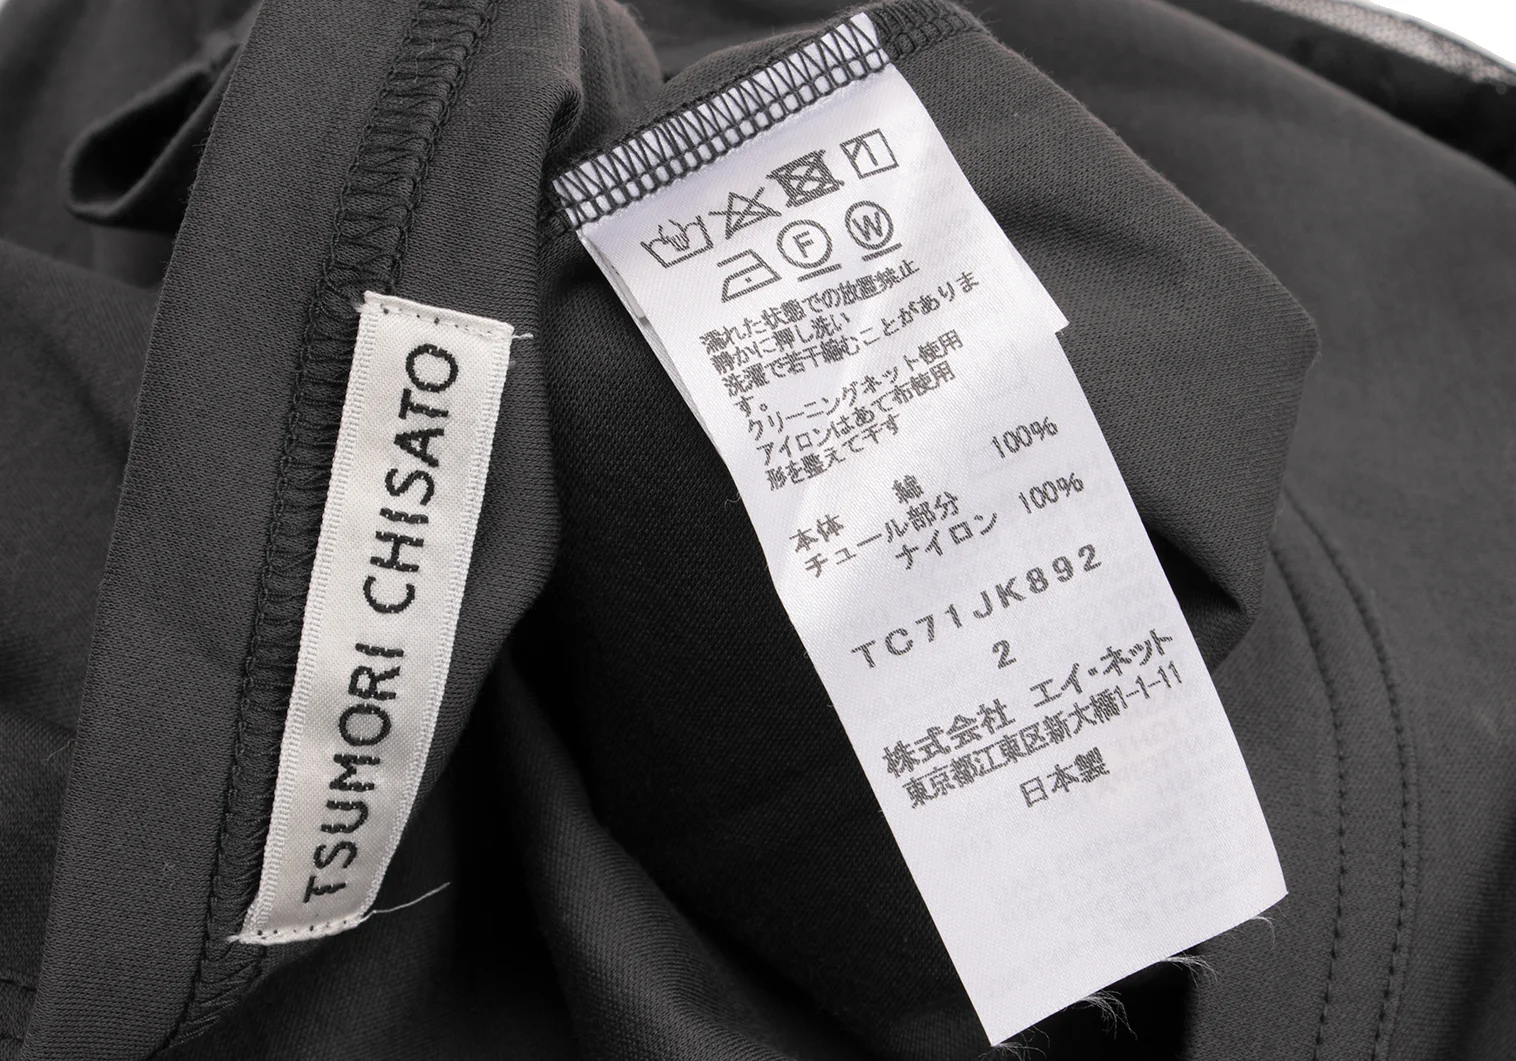 TSUMORI CHISATO
F W
濡れた状態での放置禁止
静かに押し洗い
洗濯で若干縮むことがありま
す。
クリーニングネット使用
アイロンはあて布使用
形を整えて干す
本体
綿 100%
チュール部分
ナイロン 100%
TC71JK892
2
株式会社 エイ・ネット
東京都江東区新大橋1-1-11
日本製